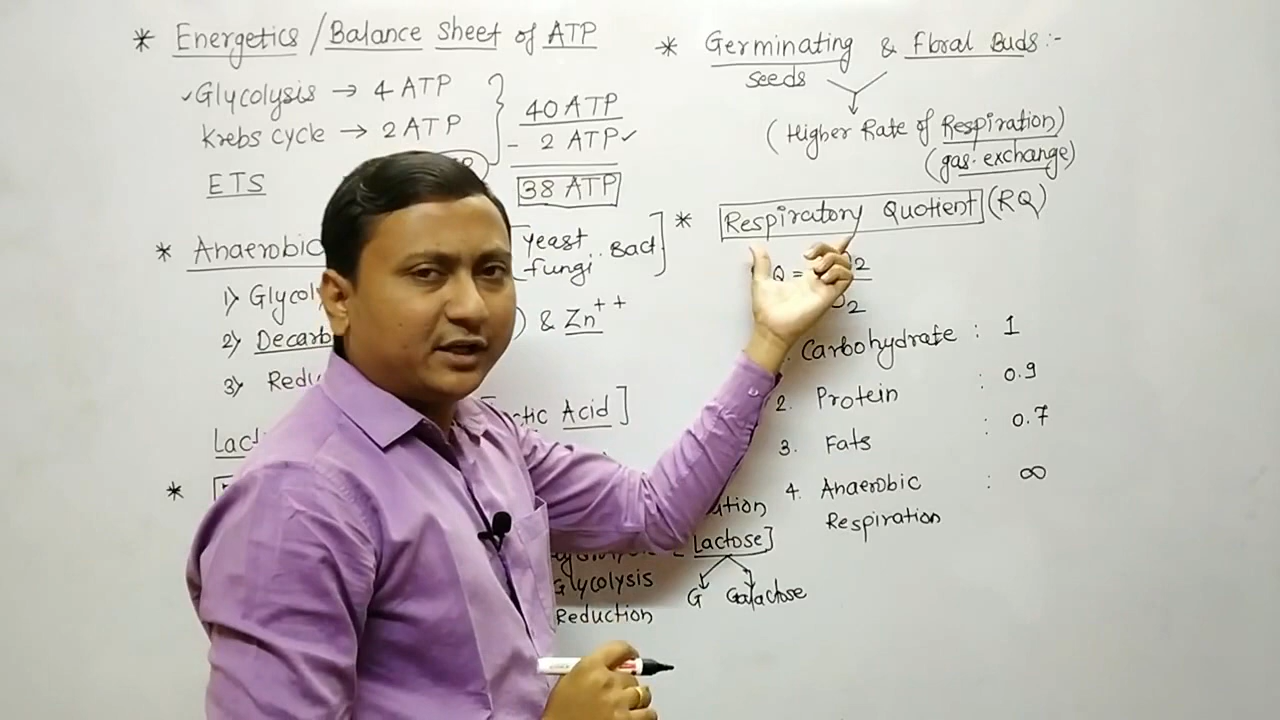 * Energetics / Balance Sheet of ATP
✓Glycolysis → 4 ATP
Krebs cycle → 2 ATP
ETS
40 ATP
- 2 ATP ✓
38 ATP
* Anaerobic
[Yeast, Bact]
fungi
1) Glycol
2) Decarb
) & Zn++
3) Redu
ctic Acid]
Lact
*
ution
[Lactose]
Glycolysis
G Galactose
Reduction
* Germinating & floral Buds:-
seeds
(Higher Rate of Respiration)
(gas. exchange)
* Respiratory Quotient (RQ)
Q =
2
O2
Carbohydrate : 1
2. Protein : 0.9
3. Fats : 0.7
4. Anaerobic : ∞
Respiration